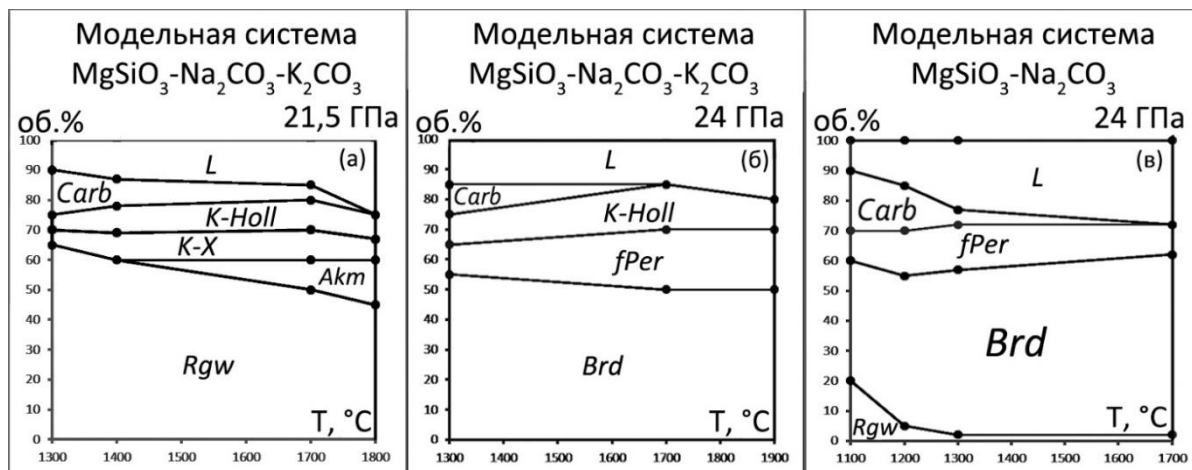 Модельная система
MgSiO₃-Na₂CO₃-K₂CO₃
21,5 ГПа
об.%
(а)
100
90
80
70
60
50
40
30
20
10
0
L
Carb
K-Holl
K-X
Akm
Rgw
T, °C
1300 1400 1500 1600 1700 1800
Модельная система
MgSiO₃-Na₂CO₃-K₂CO₃
24 ГПа
об.%
(б)
100
90
80
70
60
50
40
30
20
10
0
L
Carb
K-Holl
fPer
Brd
T, °C
1300 1400 1500 1600 1700 1800 1900
Модельная система
MgSiO₃-Na₂CO₃
24 ГПа
об.%
(в)
100
90
80
70
60
50
40
30
20
10
0
L
Carb
fPer
Brd
Rgw
T, °C
1100 1200 1300 1400 1500 1600 1700